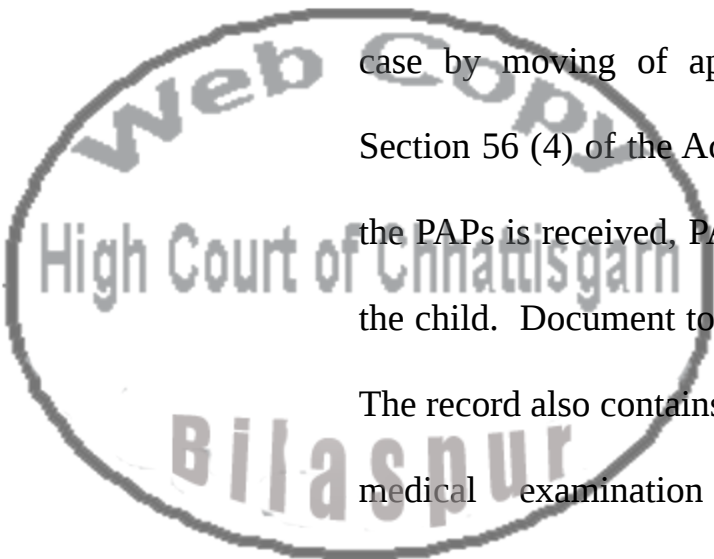 Web Copy
case by moving of ap
Section 56 (4) of the Ac
High Court of Chhattisgarh
the PAPs is received, PA
the child. Document to
The record also contains
Bilaspur
medical examination